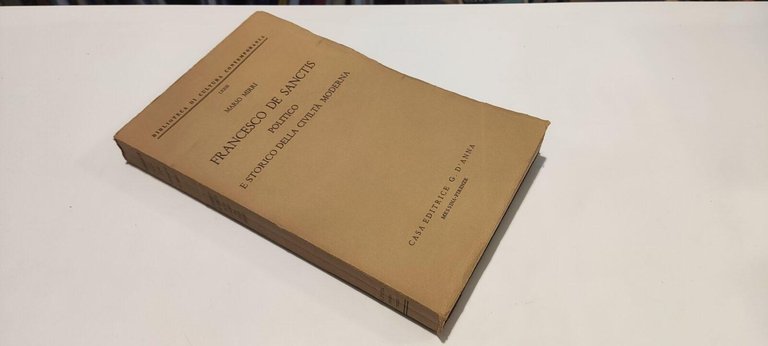 BIBLIOTECA DI CULTURA CONTEMPORANEA
MARIO MIRRI
FRANCESCO DE SANCTIS
POLITICO
E STORICO DELLA CIVILTÀ MODERNA
CASA EDITRICE G. D'ANNA
MESSINA-FIRENZE